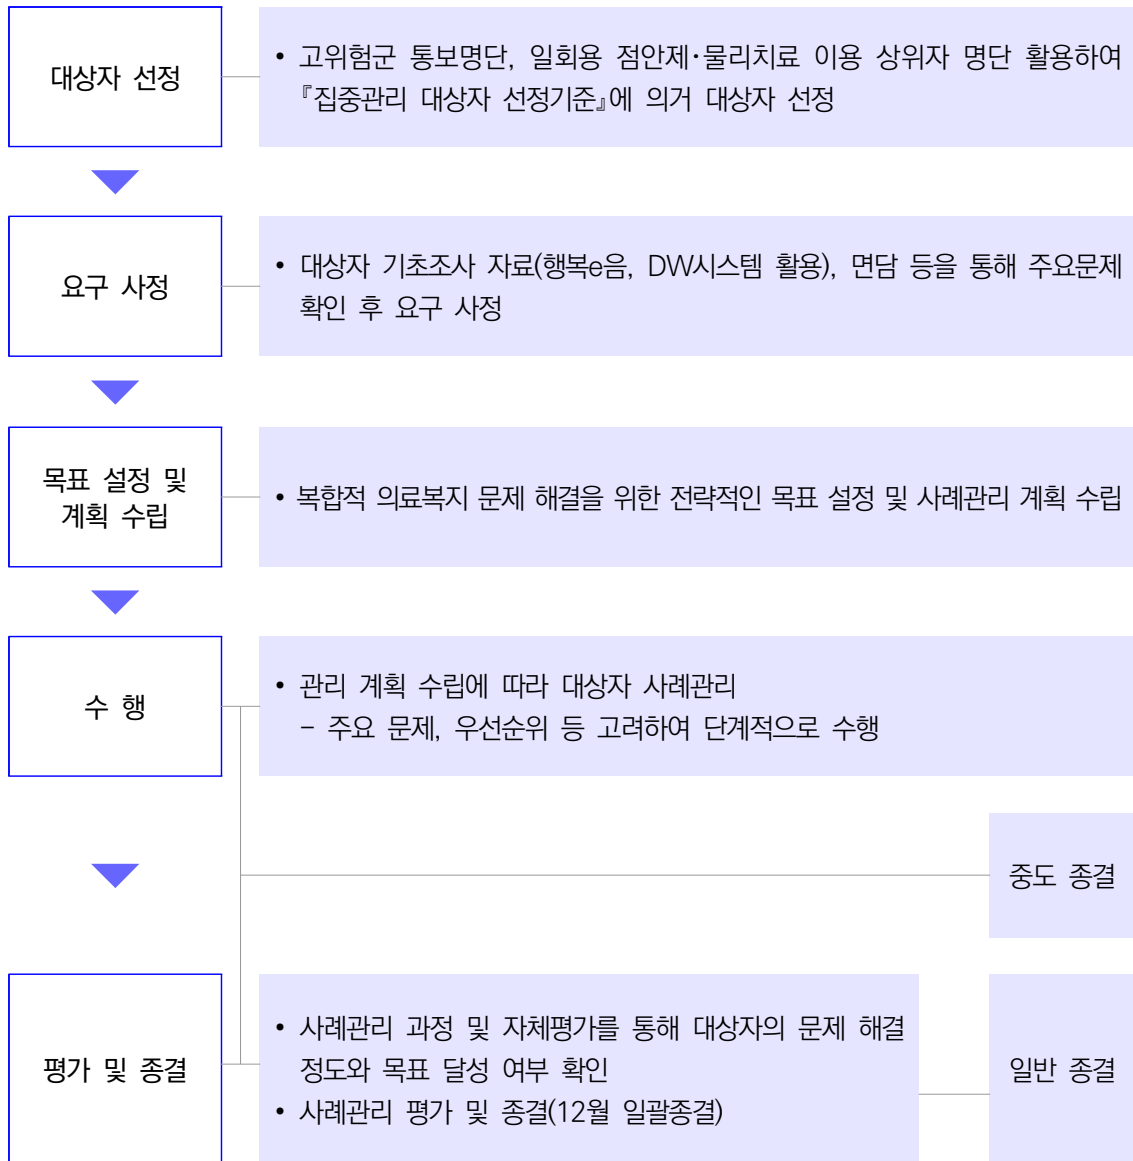 대상자 선정
• 고위험군 통보명단, 일회용 점안제·물리치료 이용 상위자 명단 활용하여
『집중관리 대상자 선정기준』에 의거 대상자 선정
요구 사정
• 대상자 기초조사 자료(행복e음, DW시스템 활용), 면담 등을 통해 주요문제
확인 후 요구 사정
목표 설정 및
계획 수립
• 복합적 의료복지 문제 해결을 위한 전략적인 목표 설정 및 사례관리 계획 수립
수 행
• 관리 계획 수립에 따라 대상자 사례관리
- 주요 문제, 우선순위 등 고려하여 단계적으로 수행
중도 종결
평가 및 종결
• 사례관리 과정 및 자체평가를 통해 대상자의 문제 해결
정도와 목표 달성 여부 확인
• 사례관리 평가 및 종결(12월 일괄종결)
일반 종결